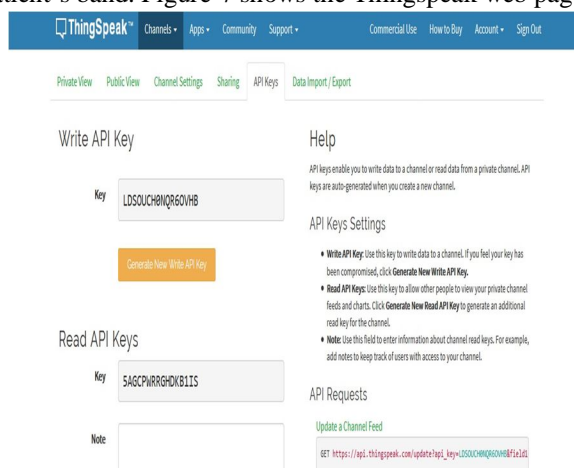 ient's band. Figure 4 shows the Thingspeak web pag
ThingSpeak™ Channels Apps Community Support Commercial Use How to Buy Account Sign Out
Private View Public View Channel Settings Sharing API Keys Data Import / Export
Write API Key
Key LDSOUCH0NQR6OVHB
Generate New Write API Key
Read API Keys
Key 5AGCPWRRGHDKB1IS
Note
Help
API keys enable you to write data to a channel or read data from a private channel. API
keys are auto-generated when you create a new channel.
API Keys Settings
• Write API Key: Use this key to write data to a channel. If you feel your key has
been compromised, click Generate New Write API Key.
• Read API Keys: Use this key to allow other people to view your private channel
feeds and charts. Click Generate New Read API Key to generate an additional
read key for the channel.
• Note: Use this field to enter information about channel read keys. For example,
add notes to keep track of users with access to your channel.
API Requests
Update a Channel Feed
GET https://api.thingspeak.com/update?api_key=LDSOUCH0NQR6OVHB&field1